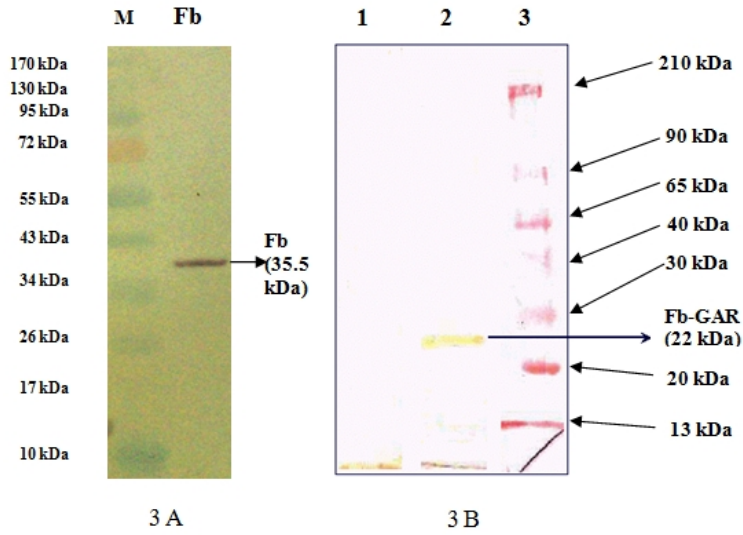 M Fb
170 kDa
130 kDa
95 kDa
72 kDa
55 kDa
43 kDa
34 kDa
26 kDa
17 kDa
10 kDa
Fb
(35.5
kDa)
3 A
1 2 3
210 kDa
90 kDa
65 kDa
40 kDa
30 kDa
Fb-GAR
(22 kDa)
20 kDa
13 kDa
3 B